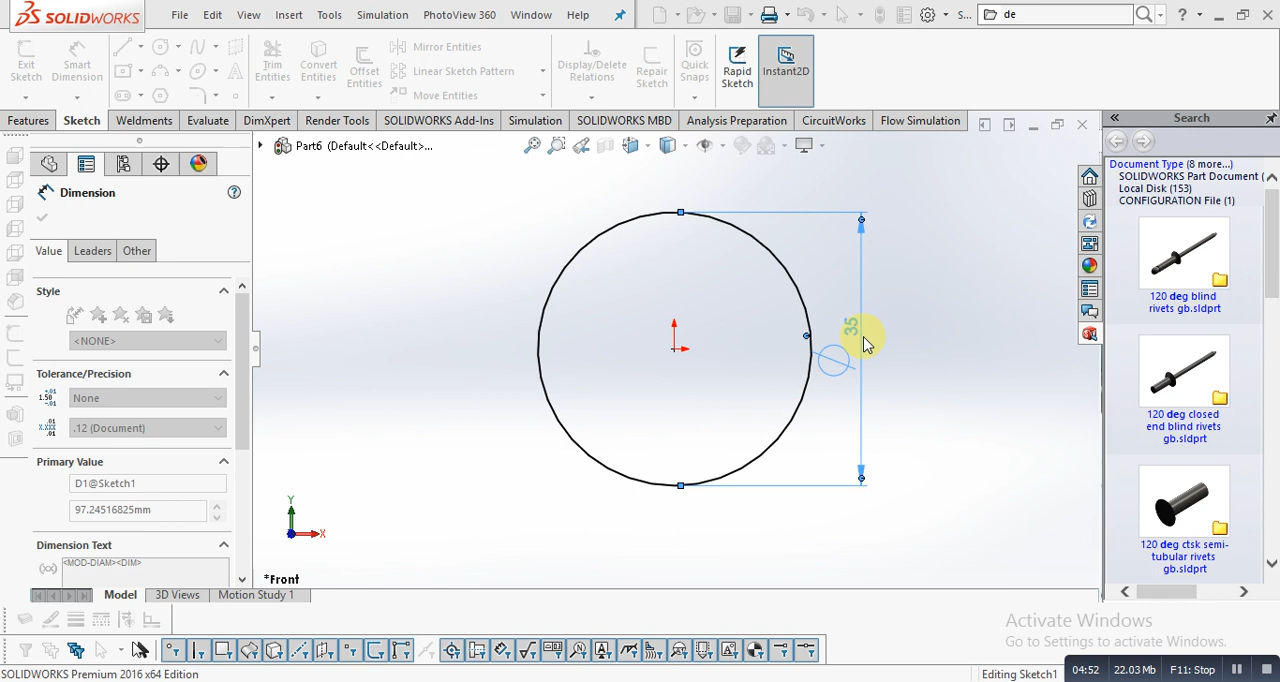 SOLIDWORKS
File Edit View Insert Tools Simulation PhotoView 360 Window Help
S...
de
Exit Sketch
Smart Dimension
Trim Entities
Convert Entities
Offset Entities
Mirror Entities
Linear Sketch Pattern
Move Entities
Display/Delete Relations
Repair Sketch
Quick Snaps
Rapid Sketch
Instant2D
Features Sketch Weldments Evaluate DimXpert Render Tools SOLIDWORKS Add-Ins Simulation SOLIDWORKS MBD Analysis Preparation CircuitWorks Flow Simulation
Search
Part6 (Default<<Default>...
Document Type (8 more...)
SOLIDWORKS Part Document (
Local Disk (153)
CONFIGURATION File (1)
Dimension
Value Leaders Other
Style
<NONE>
Tolerance/Precision
None
.12 (Document)
Primary Value
D1@Sketch1
97.24516825mm
Dimension Text
<MOD-DIAM><DIM>
35
Y
X
*Front
120 deg blind
rivets gb.sldprt
120 deg closed
end blind rivets
gb.sldprt
120 deg ctsk semi-
tubular rivets
gb.sldprt
Model 3D Views Motion Study 1
Activate Windows
Go to Settings to activate Windows.
SOLIDWORKS Premium 2016 x64 Edition
Editing Sketch1
04:52 22.03 Mb F11: Stop